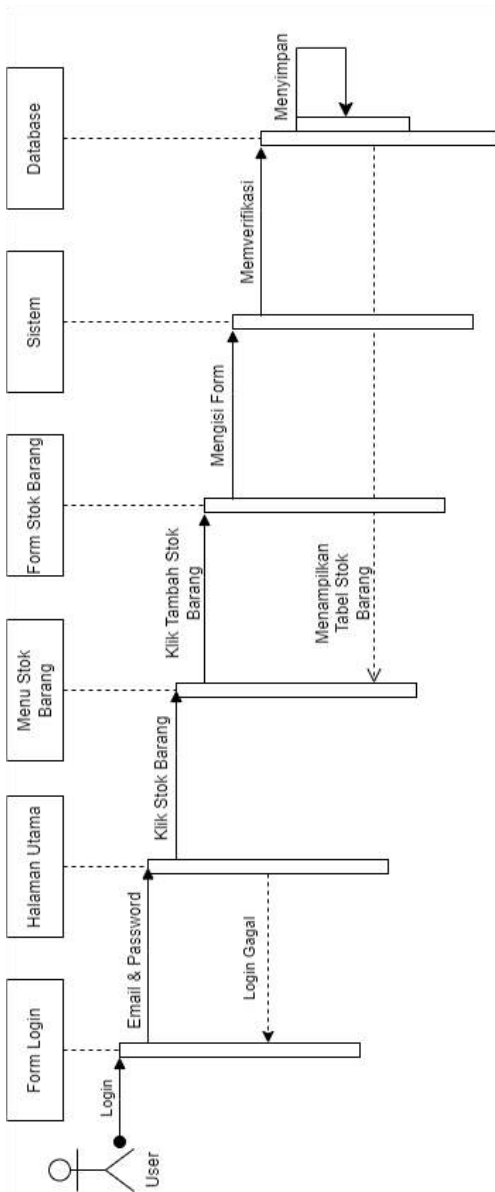 User
Form Login
Halaman Utama
Menu Stok
Barang
Form Stok Barang
Sistem
Database
Login
Email & Password
Login Gagal
Klik Stok Barang
Klik Tambah Stok
Barang
Mengisi Form
Memverifikasi
Menyimpan
Menampilkan
Tabel Stok
Barang